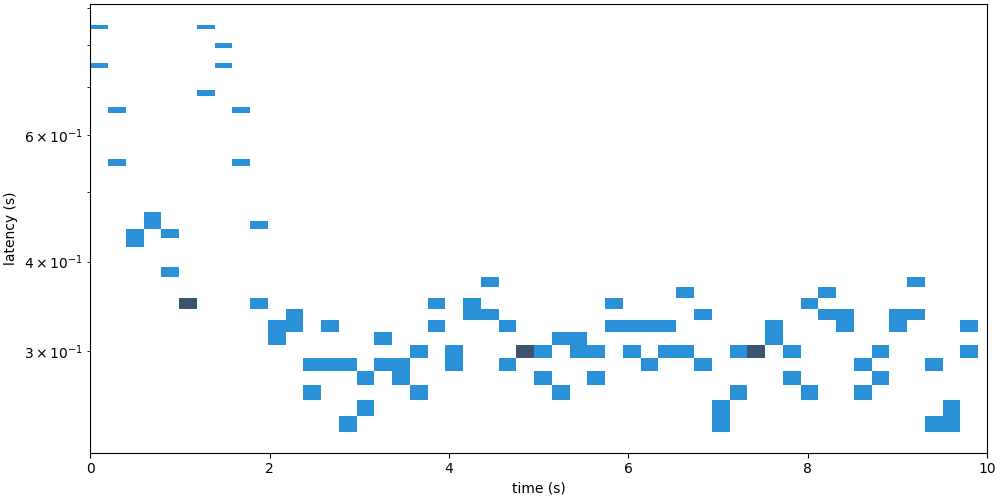 latency (s)
6 × 10⁻¹
4 × 10⁻¹
3 × 10⁻¹
0 2 4 6 8 10
time (s)